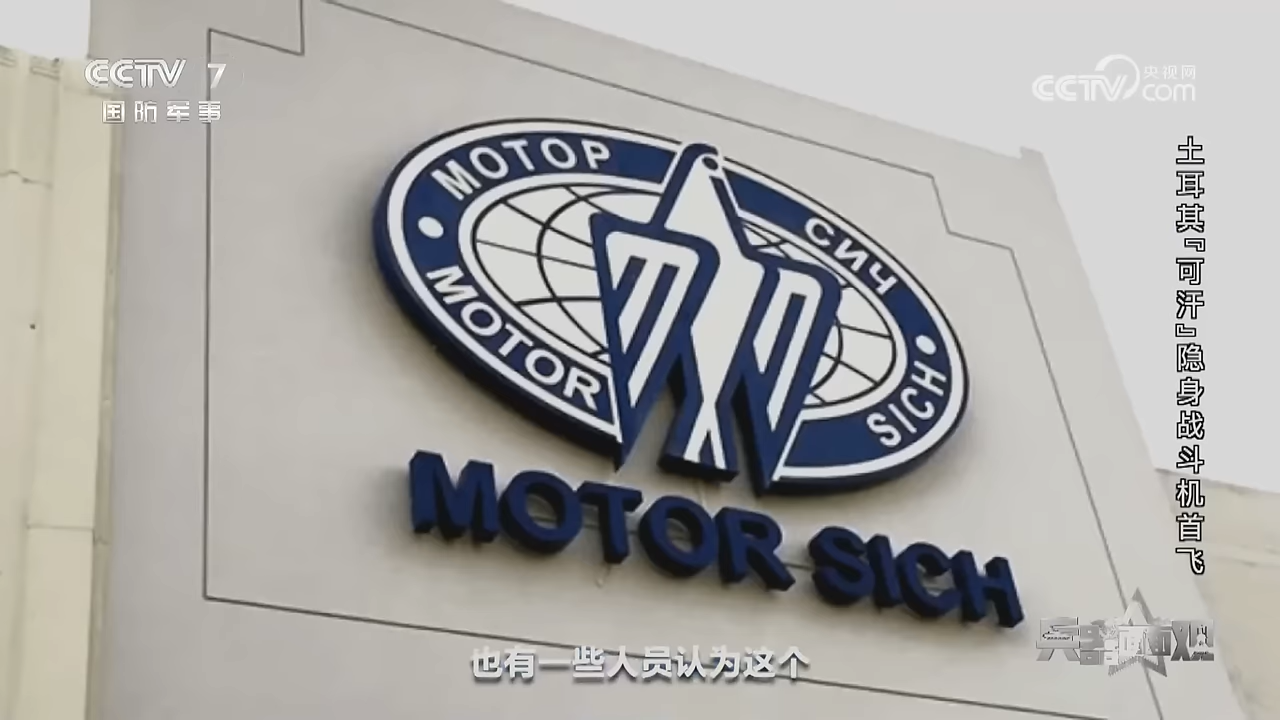 CCTV 7
国防军事
央视网
CCTV.com
土耳其『可汗』隐身战斗机首飞
МОТОР СИЧ
MOTOR SICH
MOTOR SICH
也有一些人员认为这个
兵器面面观